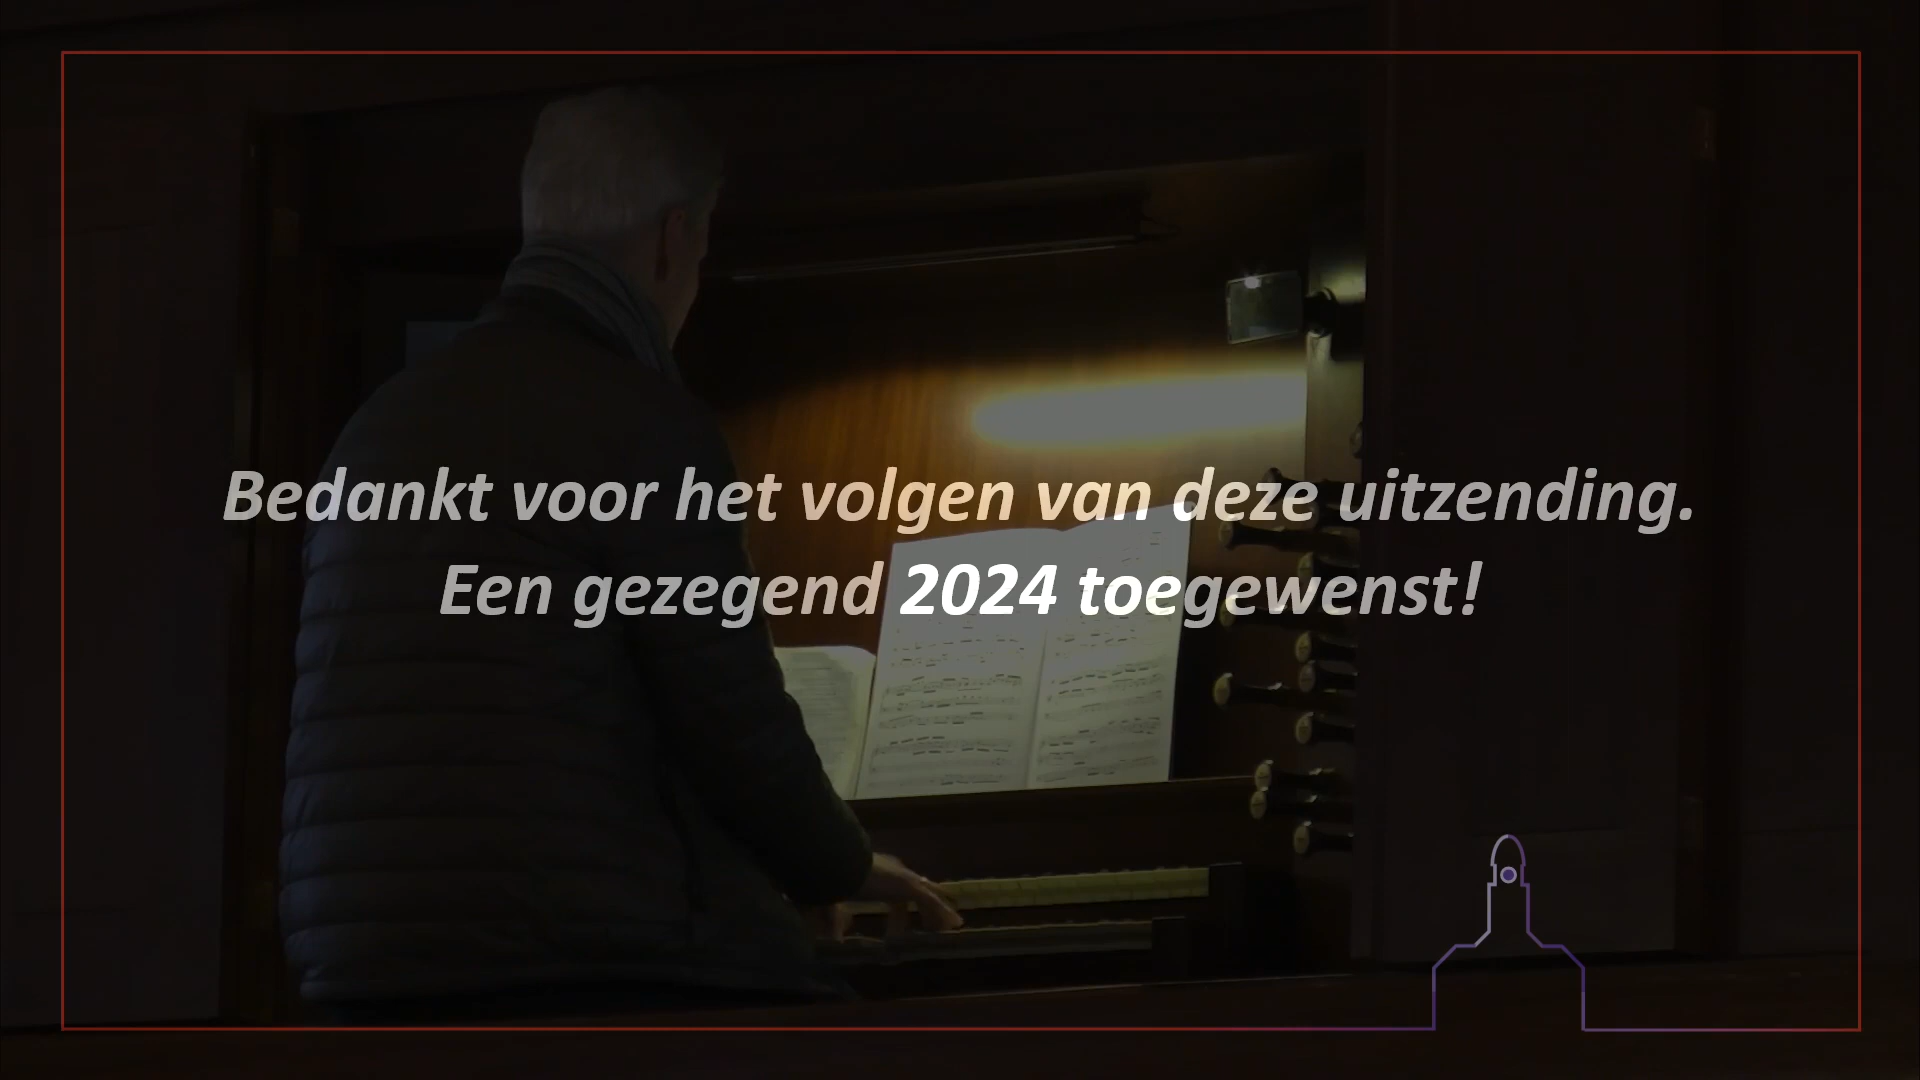 Bedankt voor het volgen van deze uitzending.
Een gezegend 2024 toegewenst!